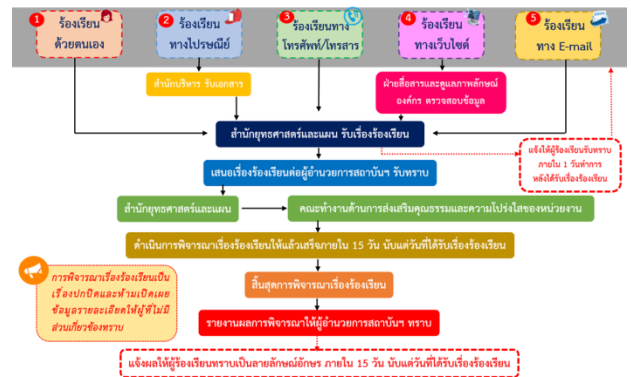 1 ร้องเรียน
ด้วยตนเอง
2 ร้องเรียน
ทางไปรษณีย์
3 ร้องเรียนทาง
โทรศัพท์/โทรสาร
4 ร้องเรียน
ทางเว็บไซต์
5 ร้องเรียน
ทาง E-mail
สำนักบริหาร รับเอกสาร
ฝ่ายสื่อสารและดูแลภาพลักษณ์
องค์กร ตรวจสอบข้อมูล
สำนักยุทธศาสตร์และแผน รับเรื่องร้องเรียน
แจ้งให้ผู้ร้องเรียนรับทราบ
ภายใน 1 วันทำการ
หลังได้รับเรื่องร้องเรียน
เสนอเรื่องร้องเรียนต่อผู้อำนวยการสถาบันฯ รับทราบ
สำนักยุทธศาสตร์และแผน
คณะทำงานด้านการส่งเสริมคุณธรรมและความโปร่งใสของหน่วยงาน
ดำเนินการพิจารณาเรื่องร้องเรียนให้แล้วเสร็จภายใน 15 วัน นับแต่วันที่ได้รับเรื่องร้องเรียน
การพิจารณาเรื่องร้องเรียนเป็น
เรื่องปกปิดและห้ามเปิดเผย
ข้อมูลรายละเอียดให้ผู้ที่ไม่มี
ส่วนเกี่ยวข้องทราบ
สิ้นสุดการพิจารณาเรื่องร้องเรียน
รายงานผลการพิจารณาให้ผู้อำนวยการสถาบันฯ ทราบ
แจ้งผลให้ผู้ร้องเรียนทราบเป็นลายลักษณ์อักษร ภายใน 15 วัน นับแต่วันที่ได้รับเรื่องร้องเรียน